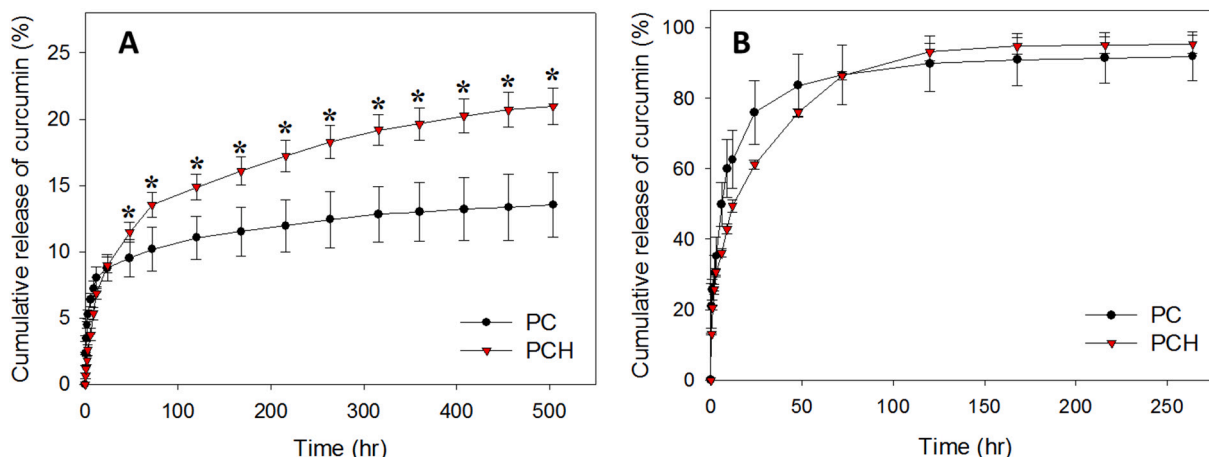 A
Cumulative release of curcumin (%)
25
20
15
10
5
0
* * * * * * * * * * *
PC
PCH
0 100 200 300 400 500
Time (hr)
B
Cumulative release of curcumin (%)
100
80
60
40
20
0
PC
PCH
0 50 100 150 200 250
Time (hr)